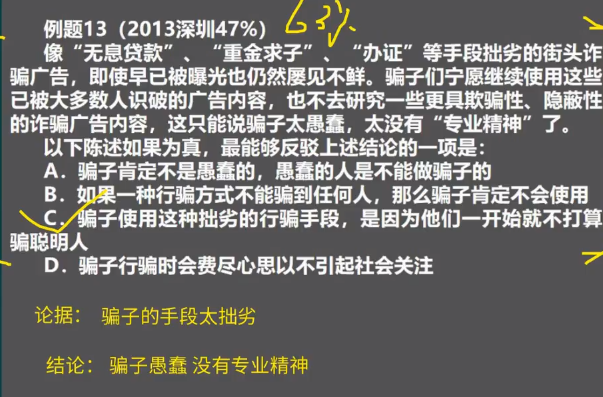 例题13（2013深圳47%）
63%
像“无息贷款”、“重金求子”、“办证”等手段拙劣的街头诈
骗广告，即使早已被曝光也仍然屡见不鲜。骗子们宁愿继续使用这些
已被大多数人识破的广告内容，也不去研究一些更具欺骗性、隐蔽性
的诈骗广告内容，这只能说骗子太愚蠢，太没有“专业精神”了。
以下陈述如果为真，最能够反驳上述结论的一项是：
A．骗子肯定不是愚蠢的，愚蠢的人是不能做骗子的
B．如果一种行骗方式不能骗到任何人，那么骗子肯定不会使用
C．骗子使用这种拙劣的行骗手段，是因为他们一开始就不打算
骗聪明人
D．骗子行骗时会费尽心思以不引起社会关注
论据： 骗子的手段太拙劣
结论： 骗子愚蠢 没有专业精神